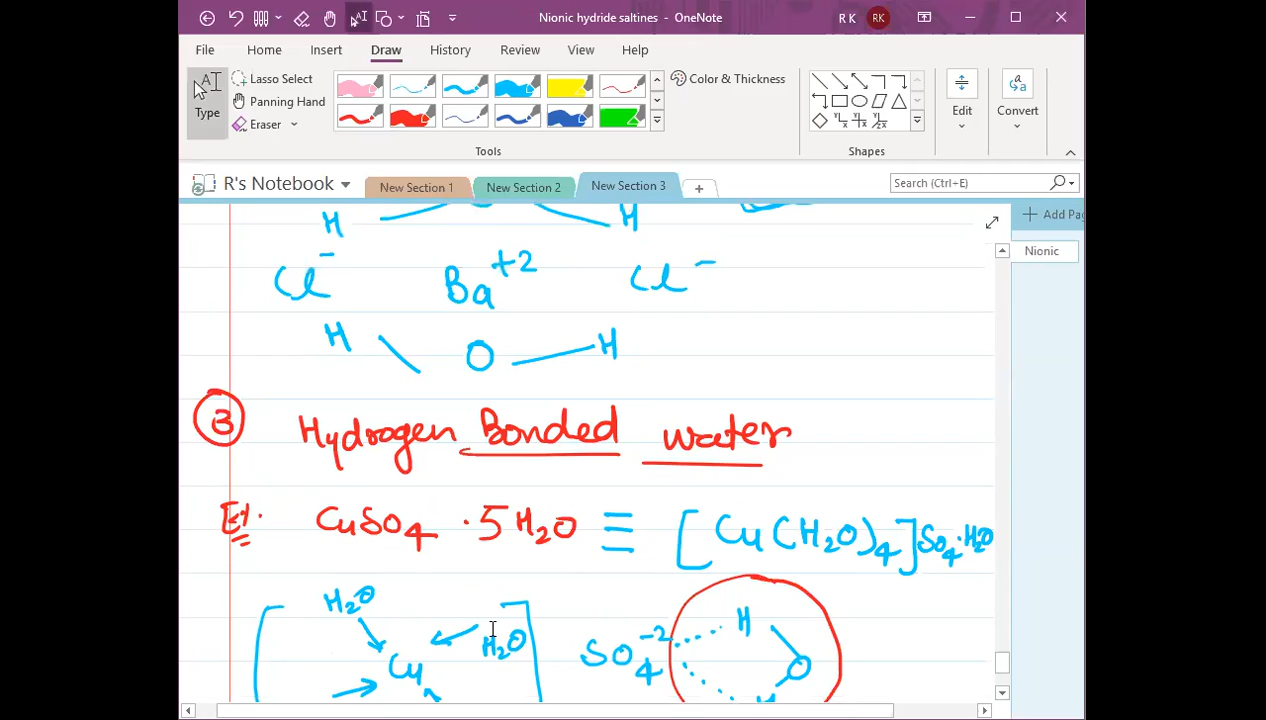 Nionic hydride saltines - OneNote
R K
RK
File Home Insert Draw History Review View Help
Type
Lasso Select
Panning Hand
Eraser
Color & Thickness
Edit
Convert
Tools
Shapes
R's Notebook
New Section 1
New Section 2
New Section 3
Search (Ctrl+E)
Add Pag
Nionic
H H
Cl⁻ Ba⁺² Cl⁻
H O H
③ Hydrogen Bonded water
Ex. CuSO₄ · 5H₂O ≡ [Cu(H₂O)₄]SO₄·H₂O
H₂O H
H₂O
Cu SO₄⁻² O
H